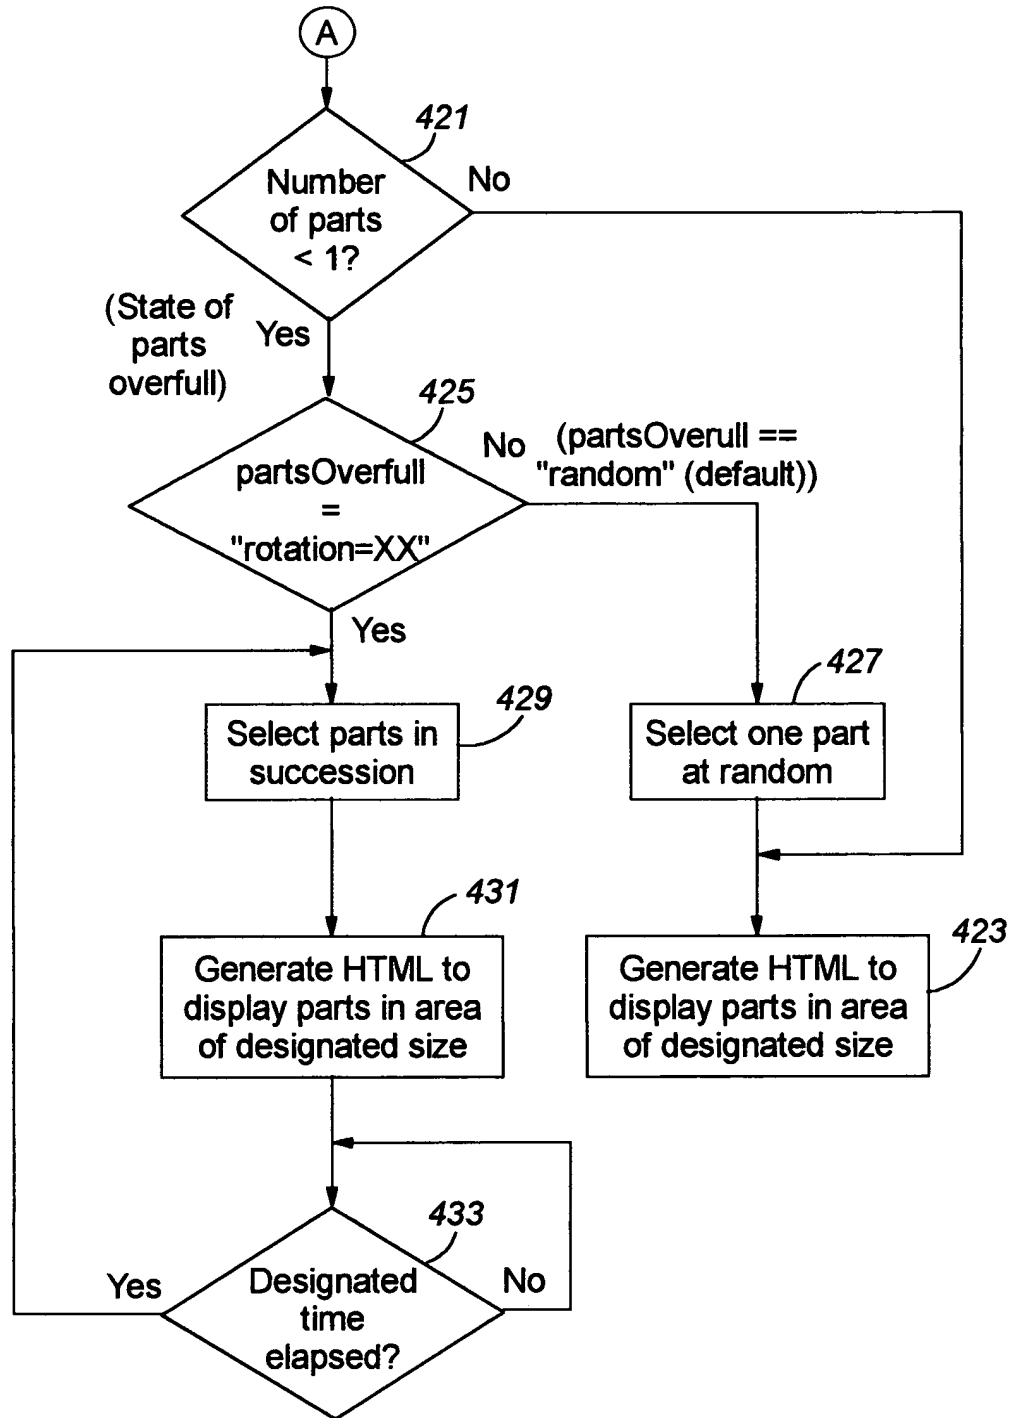 A
421
Number
of parts
< 1?
No
(State of
parts
overfull)
Yes
425
partsOverfull
=
"rotation=XX"
No
(partsOverull ==
"random" (default))
Yes
429
Select parts in
succession
427
Select one part
at random
431
Generate HTML to
display parts in area
of designated size
423
Generate HTML to
display parts in area
of designated size
433
Designated
time
elapsed?
Yes
No